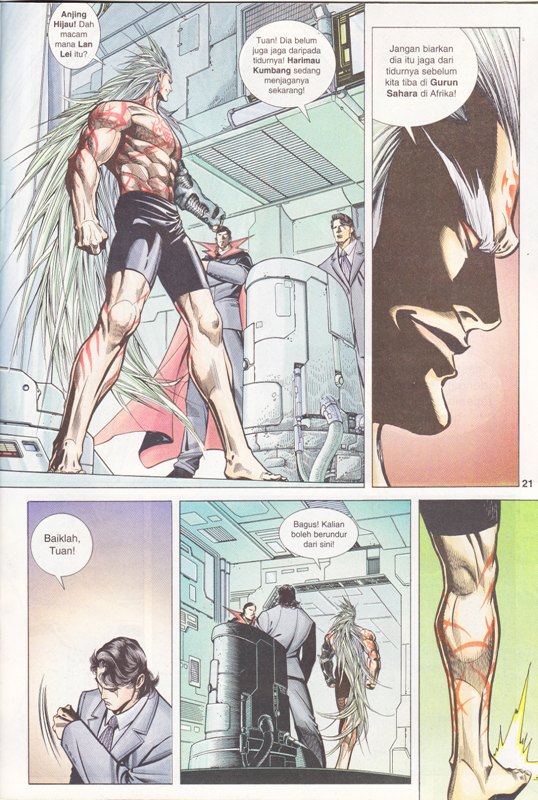 Anjing
Hijau! Dah
macam
mana Lan
Lei itu?
Tuan! Dia belum
juga jaga daripada
tidurnya! Harimau
Kumbang sedang
menjaganya
sekarang!
Jangan biarkan
dia itu jaga dari
tidurnya sebelum
kita tiba di Gurun
Sahara di Afrika!
21
Baiklah,
Tuan!
Bagus! Kalian
boleh berundur
dari sini!